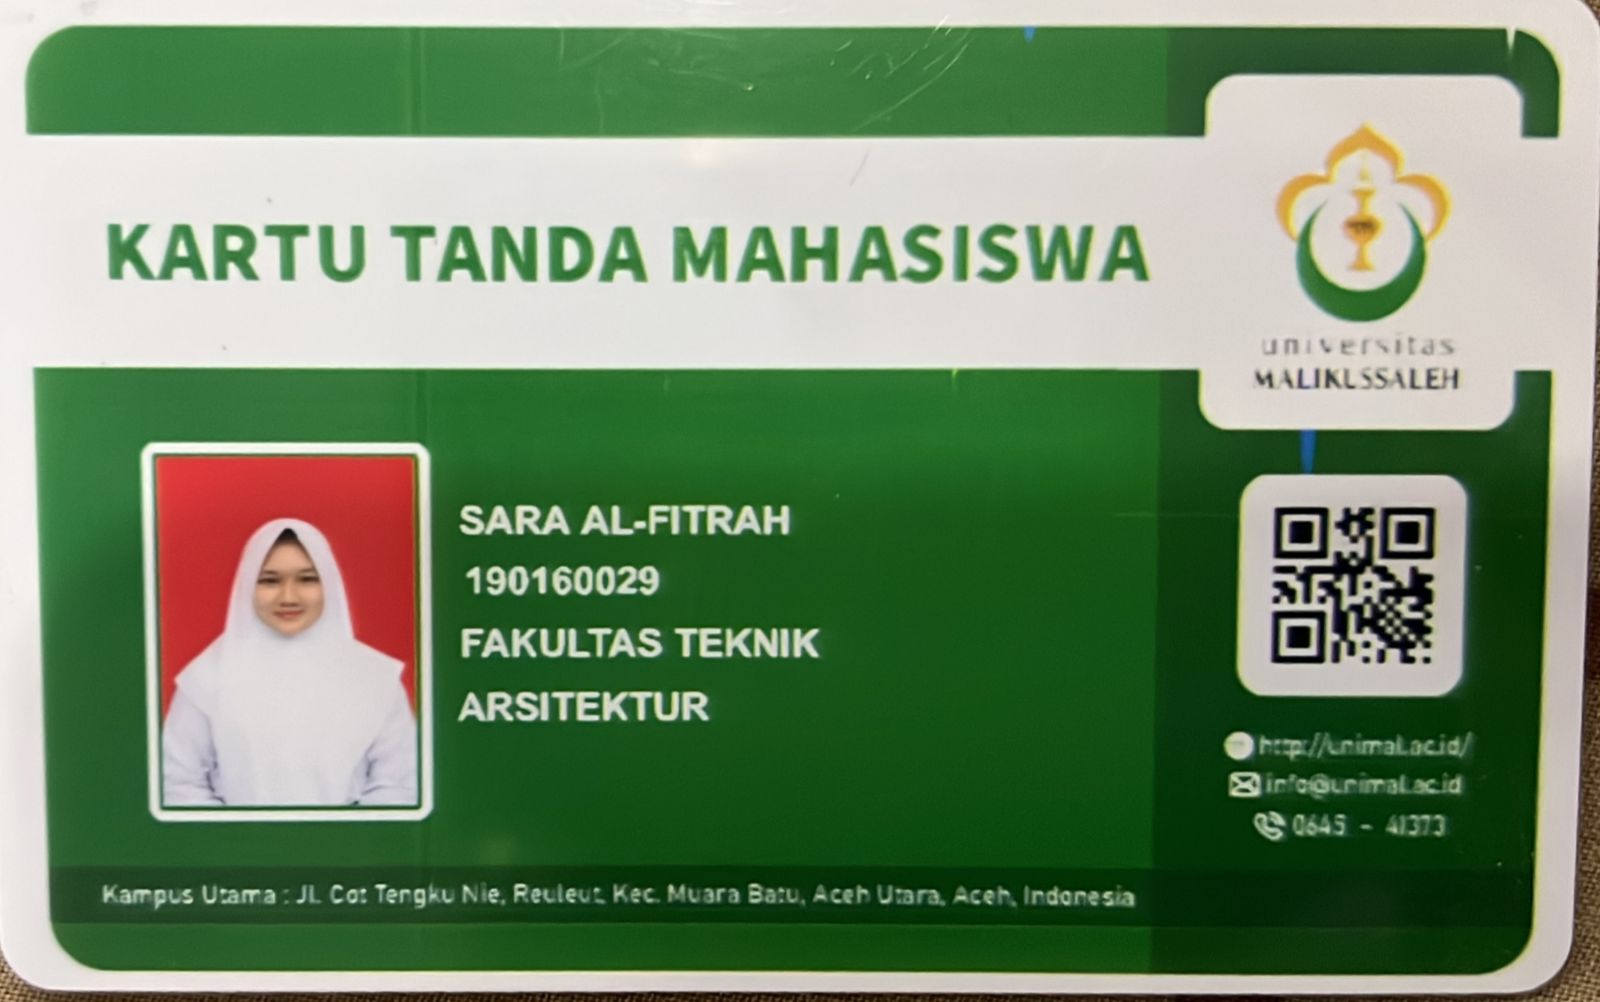 KARTU TANDA MAHASISWA
universitas
MALIKUSSALEH
SARA AL-FITRAH
190160029
FAKULTAS TEKNIK
ARSITEKTUR
http://unimal.ac.id/
info@unimal.ac.id
0645 - 41373
Kampus Utama : Jl. Cot Tengku Nie, Reuleut, Kec. Muara Batu, Aceh Utara, Aceh, Indonesia